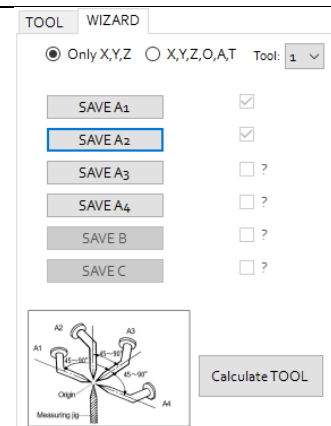 TOOL WIZARD
Only X,Y,Z X,Y,Z,O,A,T Tool: 1
SAVE A1
SAVE A2
SAVE A3 ?
SAVE A4 ?
SAVE B ?
SAVE C ?
A2 A3
A1 45~90° 45~90°
45~90°
Origin
A4
Measuring jig
Calculate TOOL